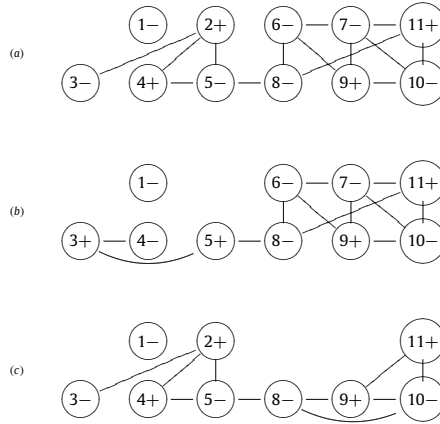 1− 2+ 6− 7− 11+
(a)
3− 4+ 5− 8− 9+ 10−
1− 6− 7− 11+
(b)
3+ 4− 5+ 8− 9+ 10−
1− 2+ 11+
(c)
3− 4+ 5− 8− 9+ 10−